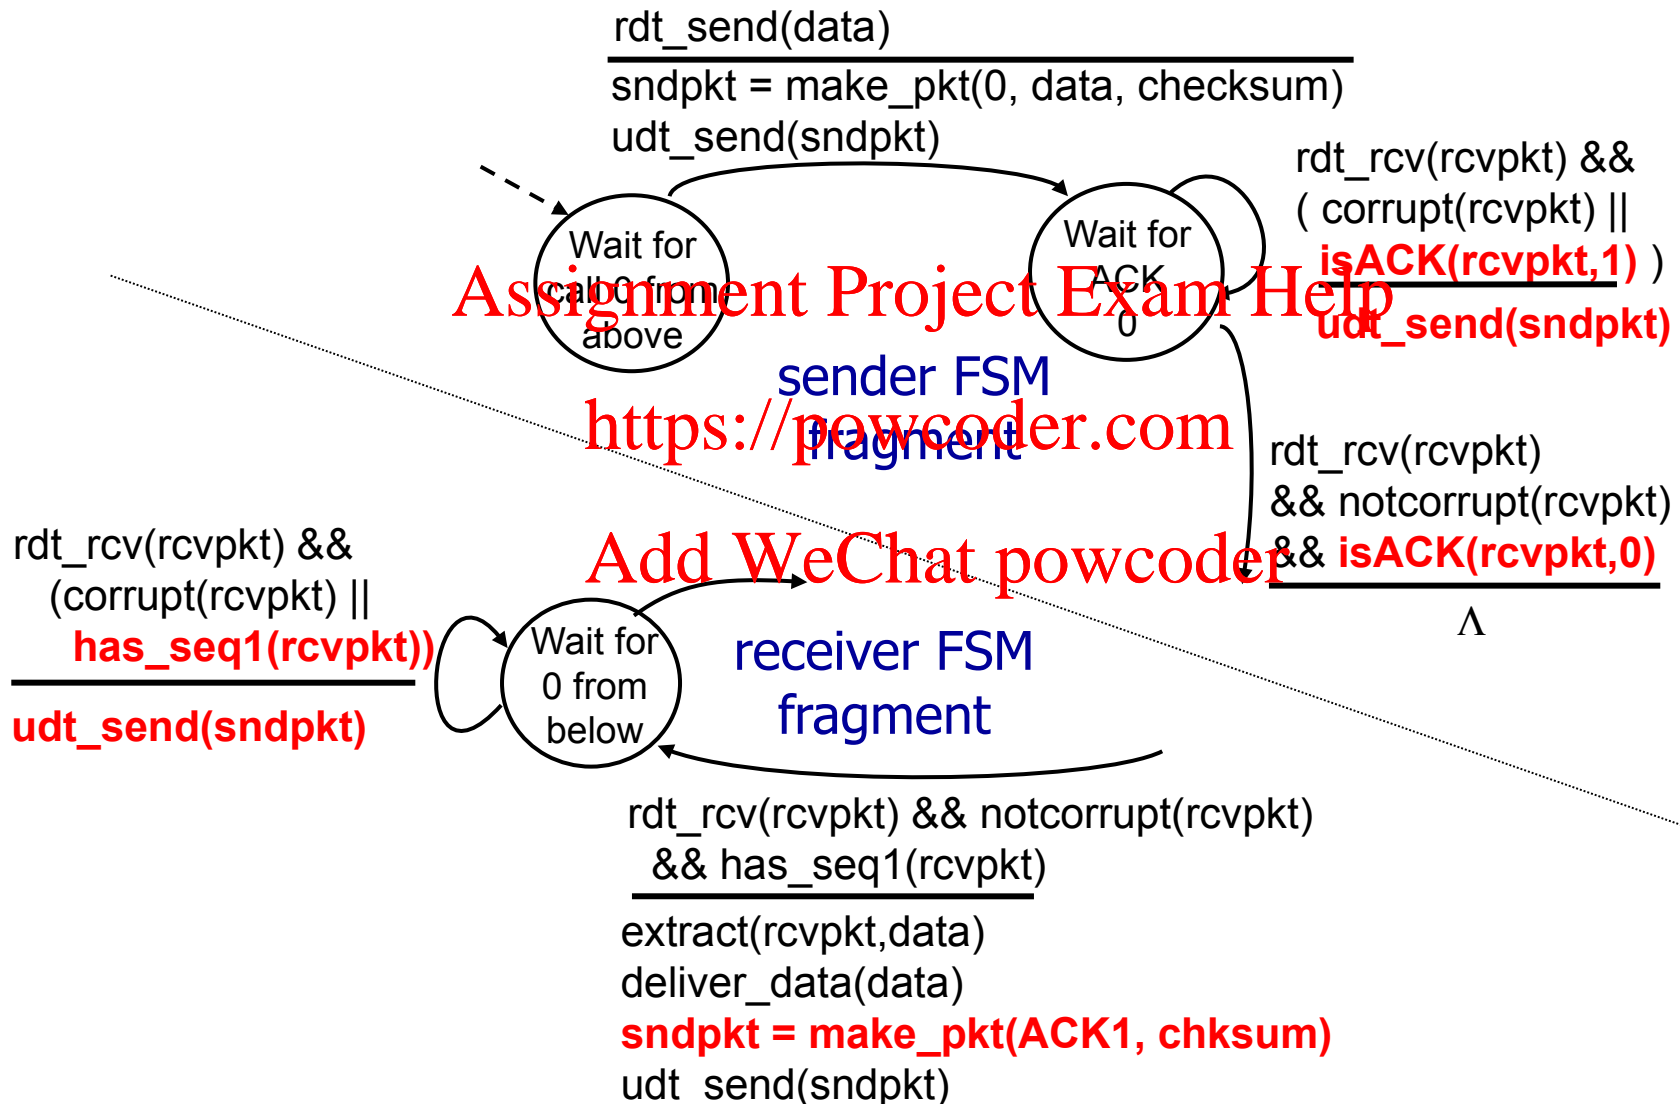 rdt_send(data)
sndpkt = make_pkt(0, data, checksum)
udt_send(sndpkt)
rdt_rcv(rcvpkt) &&
( corrupt(rcvpkt) ||
isACK(rcvpkt,1) )
udt_send(sndpkt)
Wait for
call 0 from
above
Wait for
ACK
0
Assignment Project Exam Help
sender FSM
fragment
https://powcoder.com
rdt_rcv(rcvpkt)
&& notcorrupt(rcvpkt)
&& isACK(rcvpkt,0)
Λ
Add WeChat powcoder
rdt_rcv(rcvpkt) &&
(corrupt(rcvpkt) ||
has_seq1(rcvpkt))
udt_send(sndpkt)
Wait for
0 from
below
receiver FSM
fragment
rdt_rcv(rcvpkt) && notcorrupt(rcvpkt)
&& has_seq1(rcvpkt)
extract(rcvpkt,data)
deliver_data(data)
sndpkt = make_pkt(ACK1, chksum)
udt_send(sndpkt)